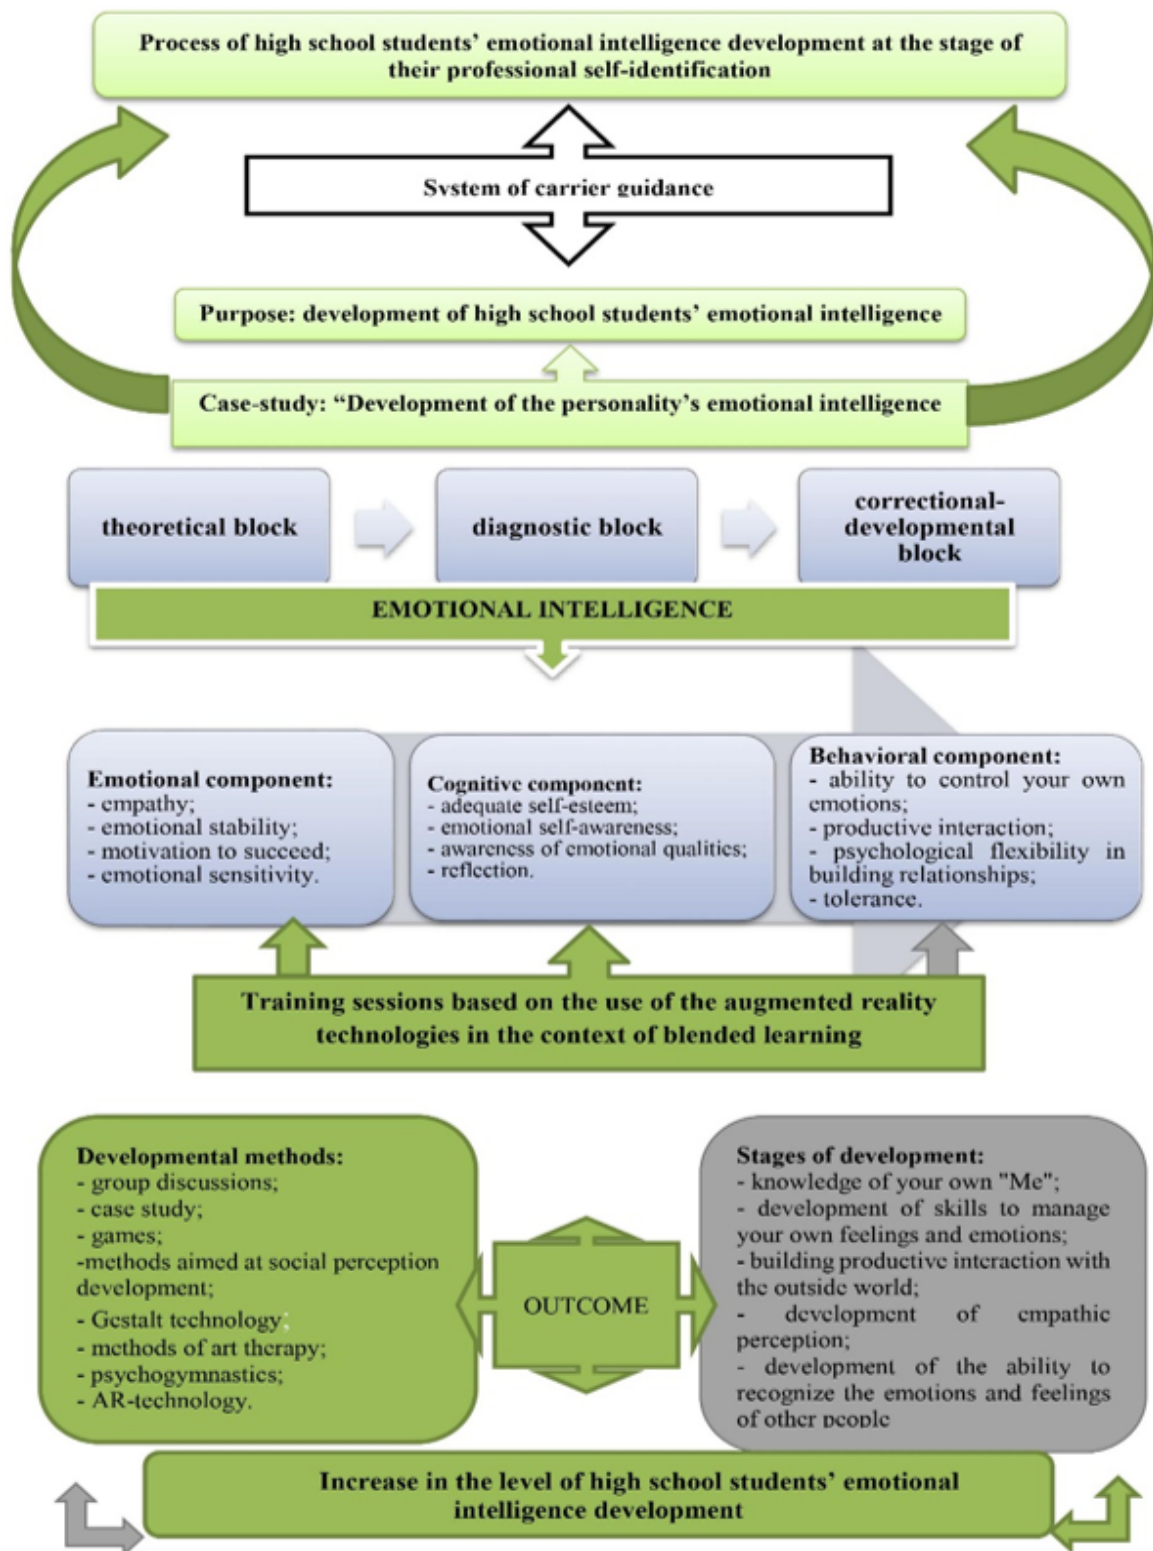 Process of high school students’ emotional intelligence development at the stage of
their professional self-identification
System of carrier guidance
Purpose: development of high school students’ emotional intelligence
Case-study: “Development of the personality’s emotional intelligence
theoretical block
diagnostic block
correctional-
developmental
block
EMOTIONAL INTELLIGENCE
Emotional component:
- empathy;
- emotional stability;
- motivation to succeed;
- emotional sensitivity.
Cognitive component:
- adequate self-esteem;
- emotional self-awareness;
- awareness of emotional qualities;
- reflection.
Behavioral component:
- ability to control your own
emotions;
- productive interaction;
- psychological flexibility in
building relationships;
- tolerance.
Training sessions based on the use of the augmented reality
technologies in the context of blended learning
Developmental methods:
- group discussions;
- case study;
- games;
-methods aimed at social perception
development;
- Gestalt technology;
- methods of art therapy;
- psychogymnastics;
- AR-technology.
OUTCOME
Stages of development:
- knowledge of your own "Me";
- development of skills to manage
your own feelings and emotions;
- building productive interaction with
the outside world;
- development of empathic
perception;
- development of the ability to
recognize the emotions and feelings
of other people
Increase in the level of high school students’ emotional
intelligence development